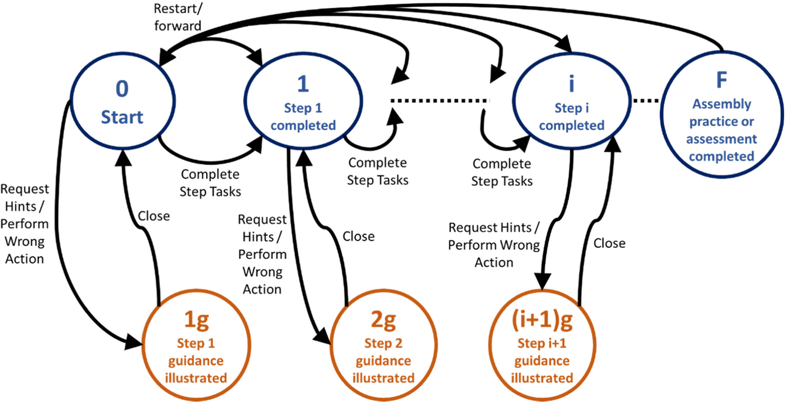 Restart/
forward
0
Start
1
Step 1
completed
i
Step i
completed
F
Assembly
practice or
assessment
completed
Complete
Step Tasks
Complete
Step Tasks
Complete
Step Tasks
Request
Hints /
Perform
Wrong
Action
Close
Request
Hints /
Perform
Wrong
Action
Close
Request Hints /
Perform Wrong
Action
Close
1g
Step 1
guidance
illustrated
2g
Step 2
guidance
illustrated
(i+1)g
Step i+1
guidance
illustrated